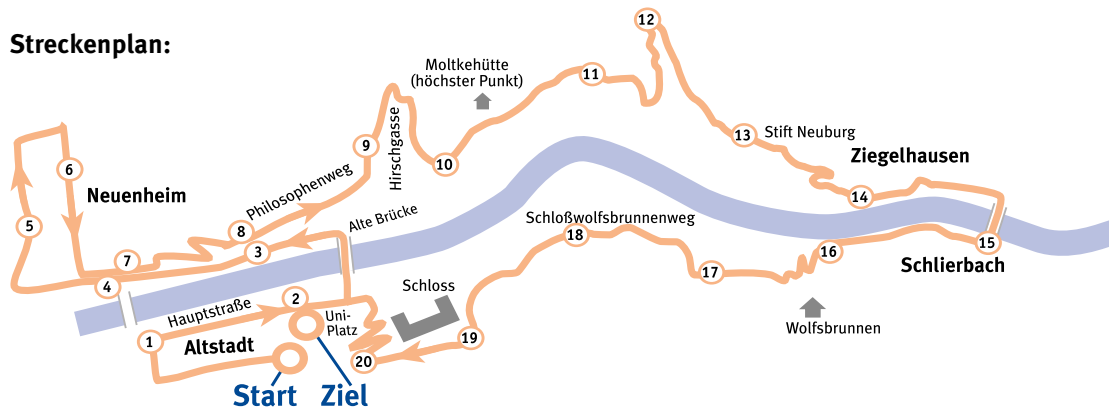 Streckenplan:
12
Moltkehütte
(höchster Punkt)
11
13
Stift Neuburg
9
Hirschgasse
10
Ziegelhausen
6
Neuenheim
14
5
Philosophenweg
8
Alte Brücke
Schloßwolfsbrunnenweg
18
15
3
16
7
Schlierbach
4
17
Schloss
2
Hauptstraße
Uni-
Platz
Wolfsbrunnen
1
Altstadt
19
20
Start
Ziel